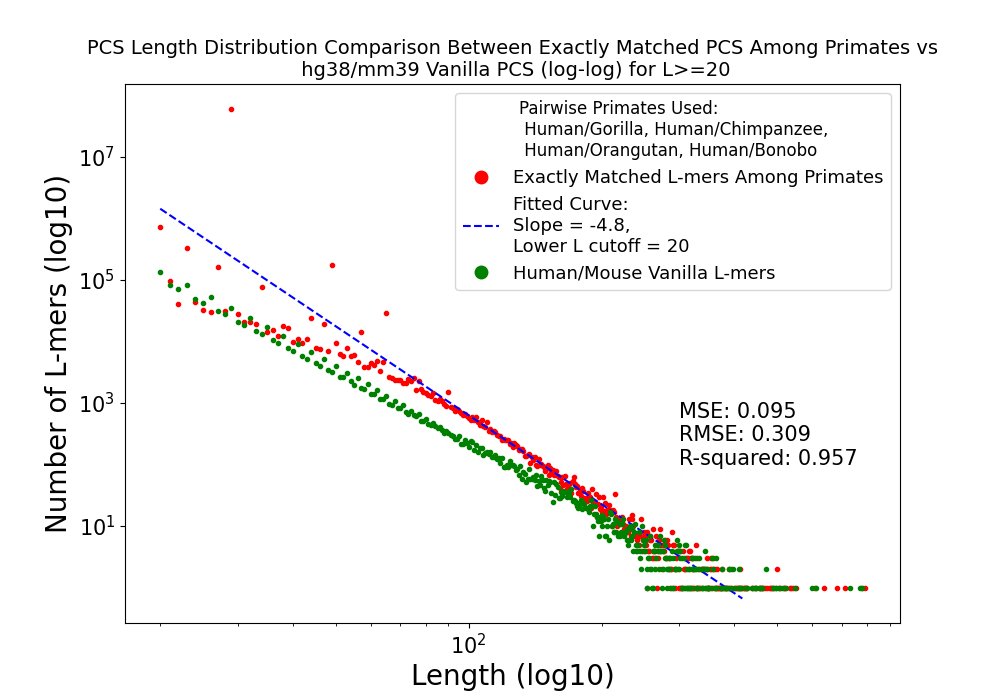 PCS Length Distribution Comparison Between Exactly Matched PCS Among Primates vs
hg38/mm39 Vanilla PCS (log-log) for L>=20
Pairwise Primates Used:
Human/Gorilla, Human/Chimpanzee,
Human/Orangutan, Human/Bonobo
Exactly Matched L-mers Among Primates
Fitted Curve:
Slope = -4.8,
Lower L cutoff = 20
Human/Mouse Vanilla L-mers
MSE: 0.095
RMSE: 0.309
R-squared: 0.957
Number of L-mers (log10)
10⁷
10⁵
10³
10¹
10²
Length (log10)